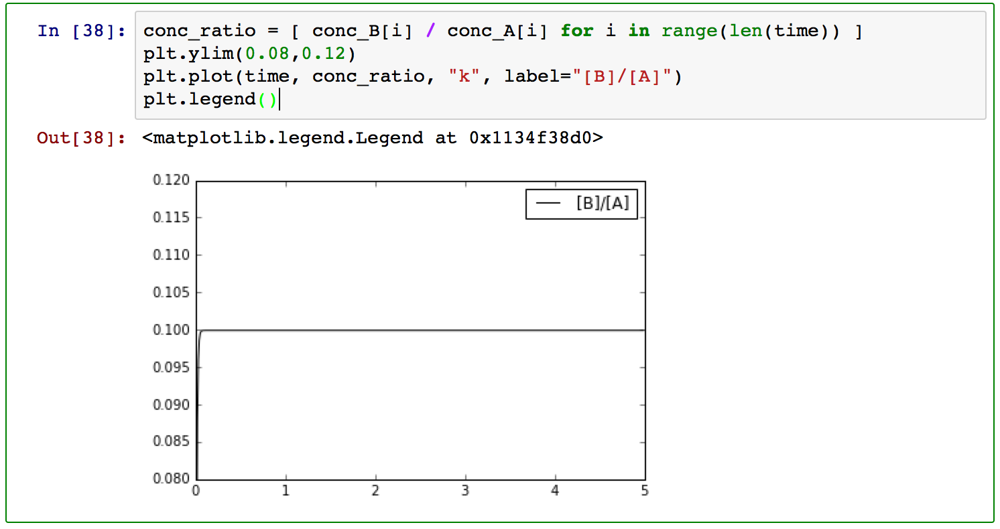 In [38]: conc_ratio = [ conc_B[i] / conc_A[i] for i in range(len(time)) ]
plt.ylim(0.08,0.12)
plt.plot(time, conc_ratio, "k", label="[B]/[A]")
plt.legend()
Out[38]: <matplotlib.legend.Legend at 0x1134f38d0>
0.120
[B]/[A]
0.115
0.110
0.105
0.100
0.095
0.090
0.085
0.080
0 1 2 3 4 5